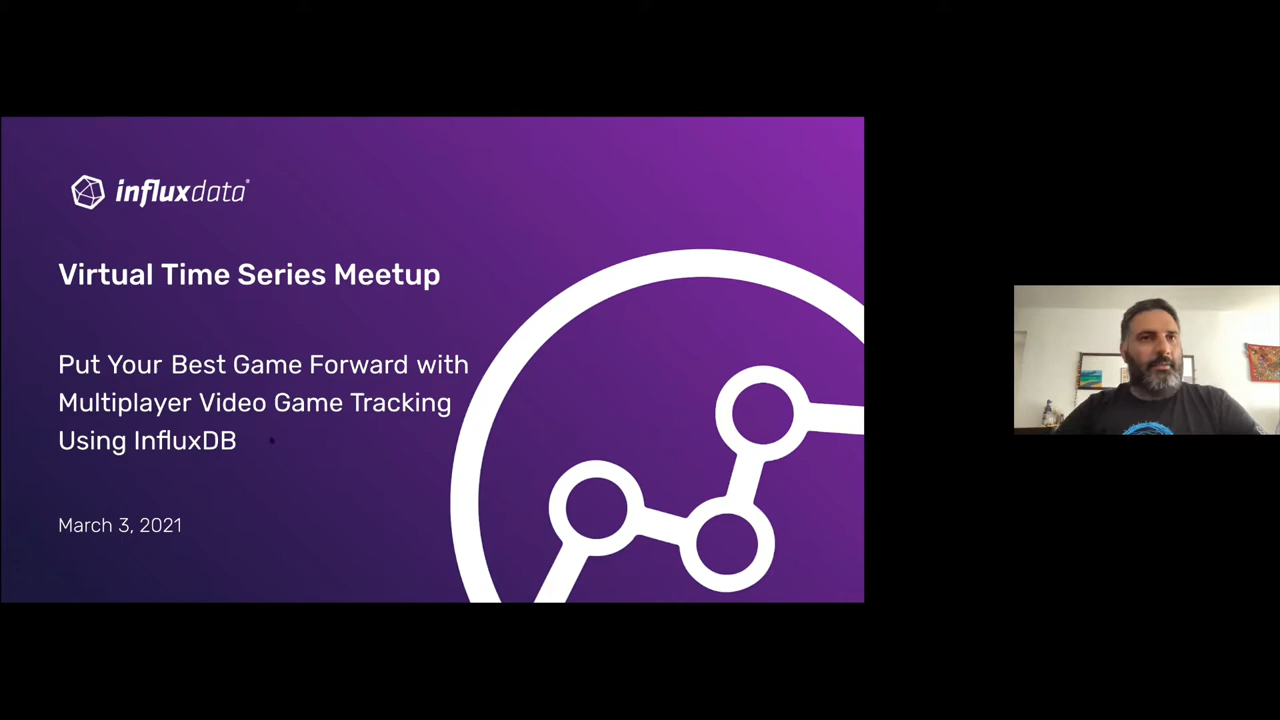 influxdata®
Virtual Time Series Meetup
Put Your Best Game Forward with
Multiplayer Video Game Tracking
Using InfluxDB
March 3, 2021